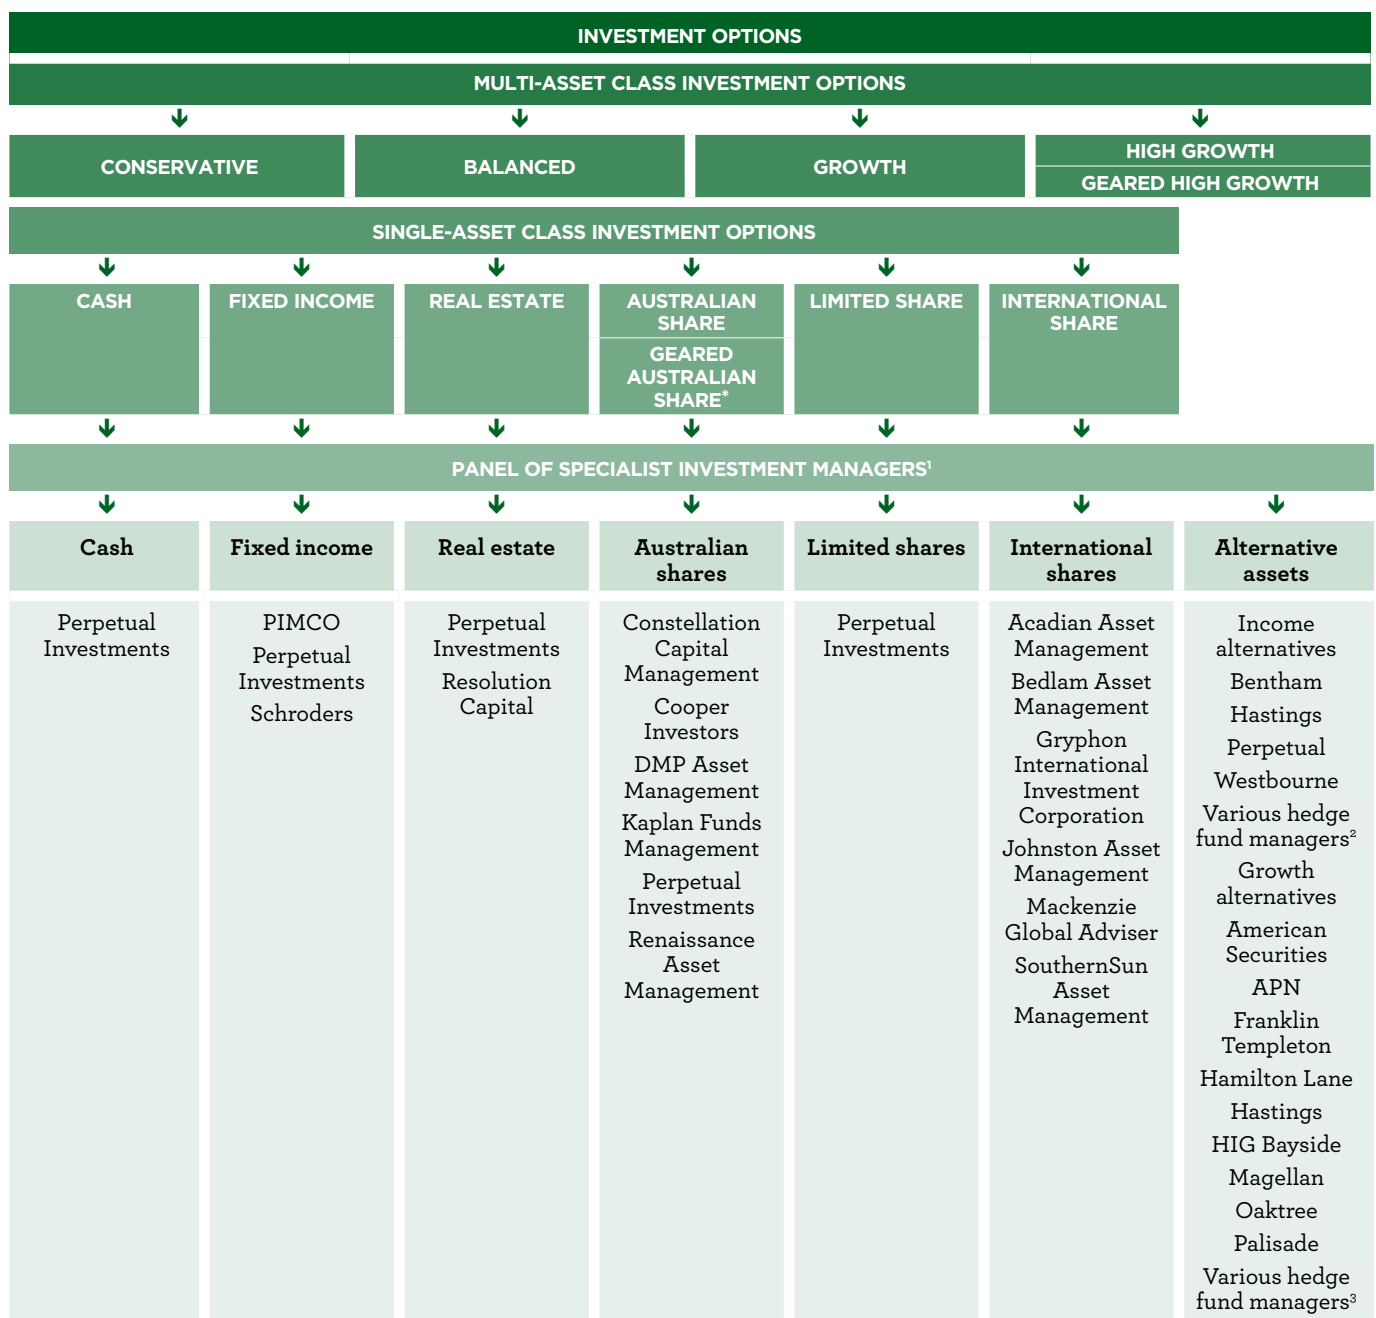 INVESTMENT OPTIONS
MULTI-ASSET CLASS INVESTMENT OPTIONS
CONSERVATIVE
BALANCED
GROWTH
HIGH GROWTH
GEARED HIGH GROWTH
SINGLE-ASSET CLASS INVESTMENT OPTIONS
CASH
FIXED INCOME
REAL ESTATE
AUSTRALIAN
SHARE
GEARED
AUSTRALIAN
SHARE*
LIMITED SHARE
INTERNATIONAL
SHARE
PANEL OF SPECIALIST INVESTMENT MANAGERS¹
Cash
Perpetual
Investments
Fixed income
PIMCO
Perpetual
Investments
Schroders
Real estate
Perpetual
Investments
Resolution
Capital
Australian
shares
Constellation
Capital
Management
Cooper
Investors
DMP Asset
Management
Kaplan Funds
Management
Perpetual
Investments
Renaissance
Asset
Management
Limited shares
Perpetual
Investments
International
shares
Acadian Asset
Management
Bedlam Asset
Management
Gryphon
International
Investment
Corporation
Johnston Asset
Management
Mackenzie
Global Adviser
SouthernSun
Asset
Management
Alternative
assets
Income
alternatives
Bentham
Hastings
Perpetual
Westbourne
Various hedge
fund managers²
Growth
alternatives
American
Securities
APN
Franklin
Templeton
Hamilton Lane
Hastings
HIG Bayside
Magellan
Oaktree
Palisade
Various hedge
fund managers³